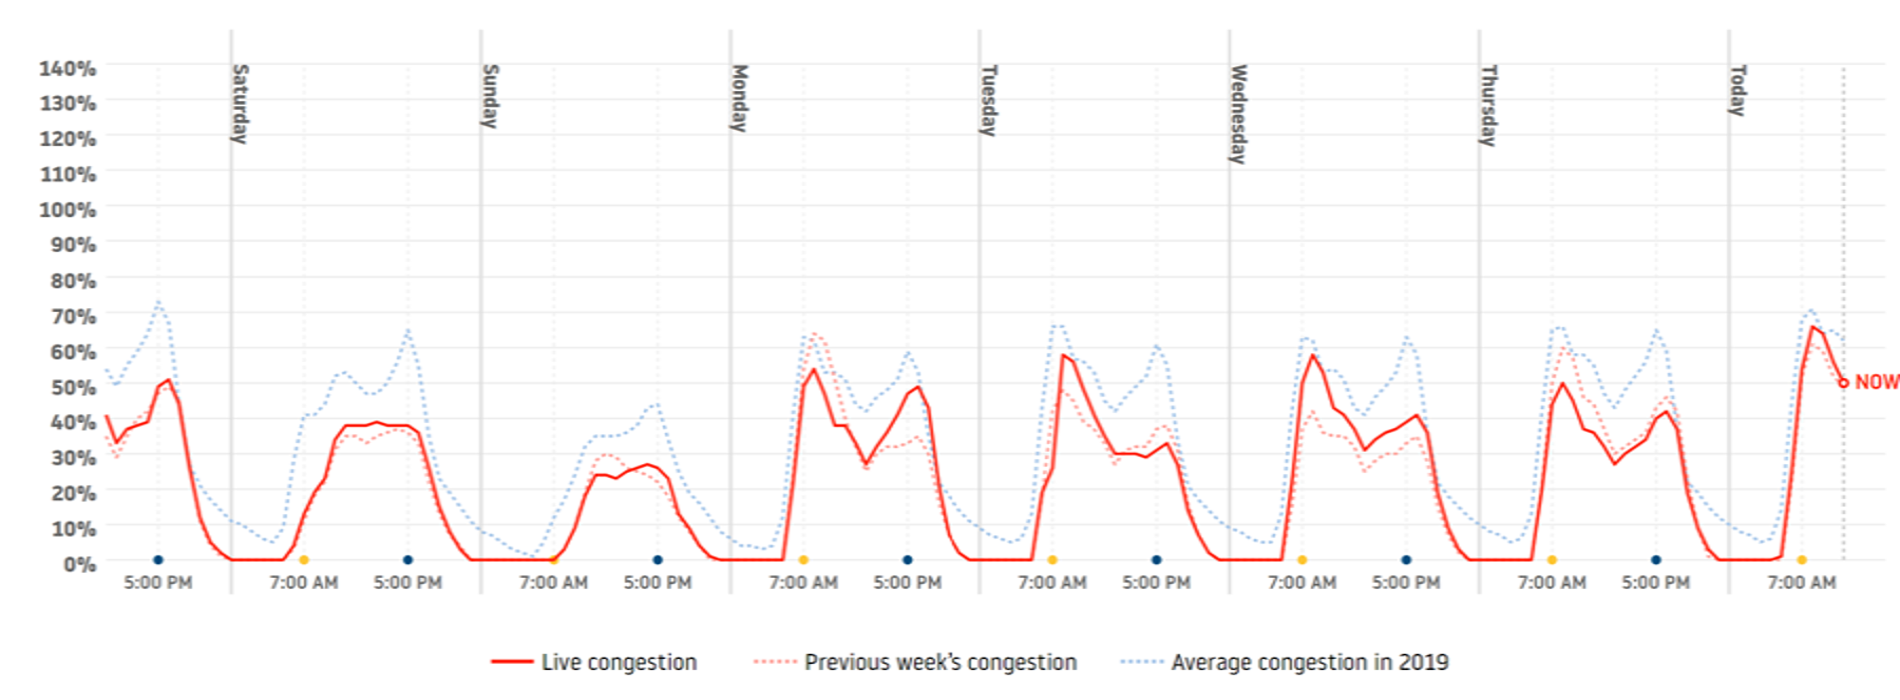 140%
130%
120%
110%
100%
90%
80%
70%
60%
50%
40%
30%
20%
10%
0%
Saturday
Sunday
Monday
Tuesday
Wednesday
Thursday
Today
NOW
5:00 PM 7:00 AM 5:00 PM 7:00 AM 5:00 PM 7:00 AM 5:00 PM 7:00 AM 5:00 PM 7:00 AM 5:00 PM 7:00 AM 5:00 PM 7:00 AM
Live congestion Previous week's congestion Average congestion in 2019